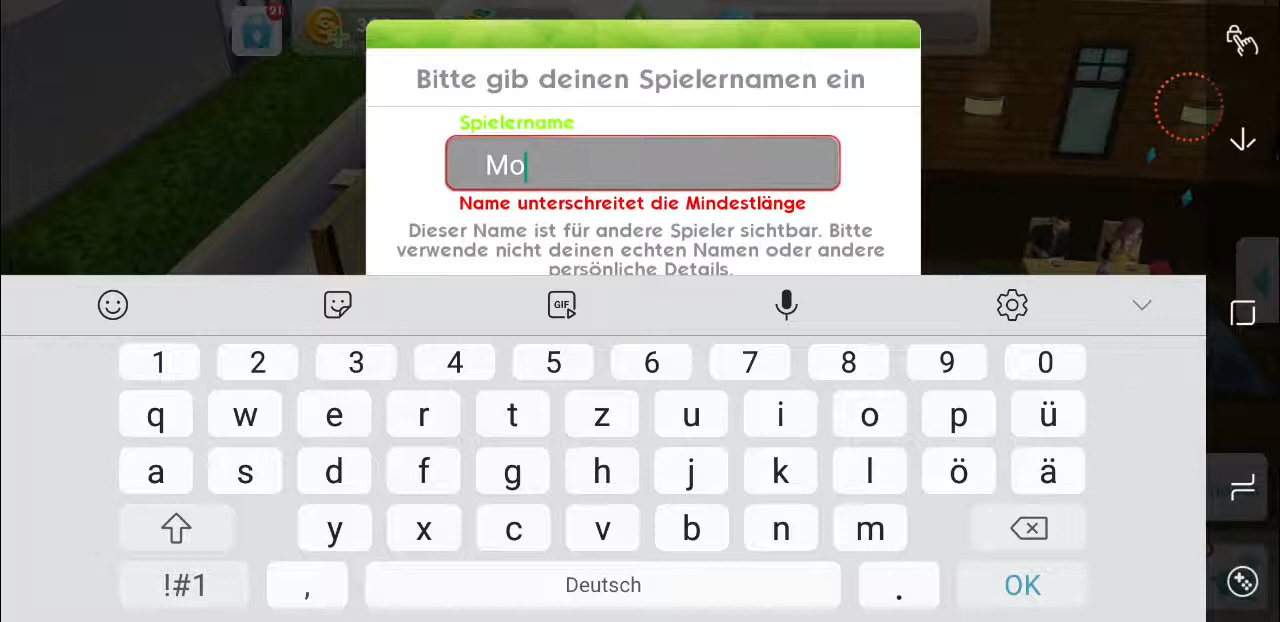 21
Bitte gib deinen Spielernamen ein
Spielername
Mo
Name unterschreitet die Mindestlänge
Dieser Name ist für andere Spieler sichtbar. Bitte
verwende nicht deinen echten Namen oder andere
persönliche Details.
GIF
1 2 3 4 5 6 7 8 9 0
q w e r t z u i o p ü
a s d f g h j k l ö ä
y x c v b n m
!#1 , Deutsch . OK